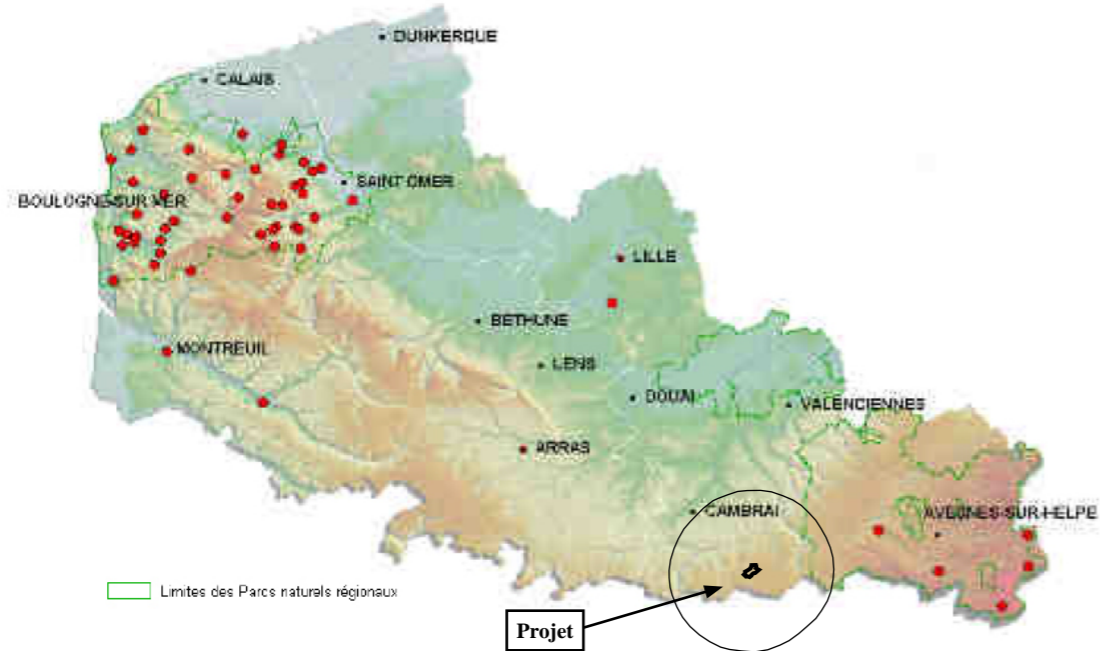 DUNKERQUE
CALAIS
SAINT OMER
BOULOGNE-SUR MER
LILLE
BETHUNE
MONTREUIL
LENS
DOUAI
VALENCIENNES
ARRAS
CAMBRAI
AVESNES-SUR-HELPE
Limites des Parcs naturels régionaux
Projet